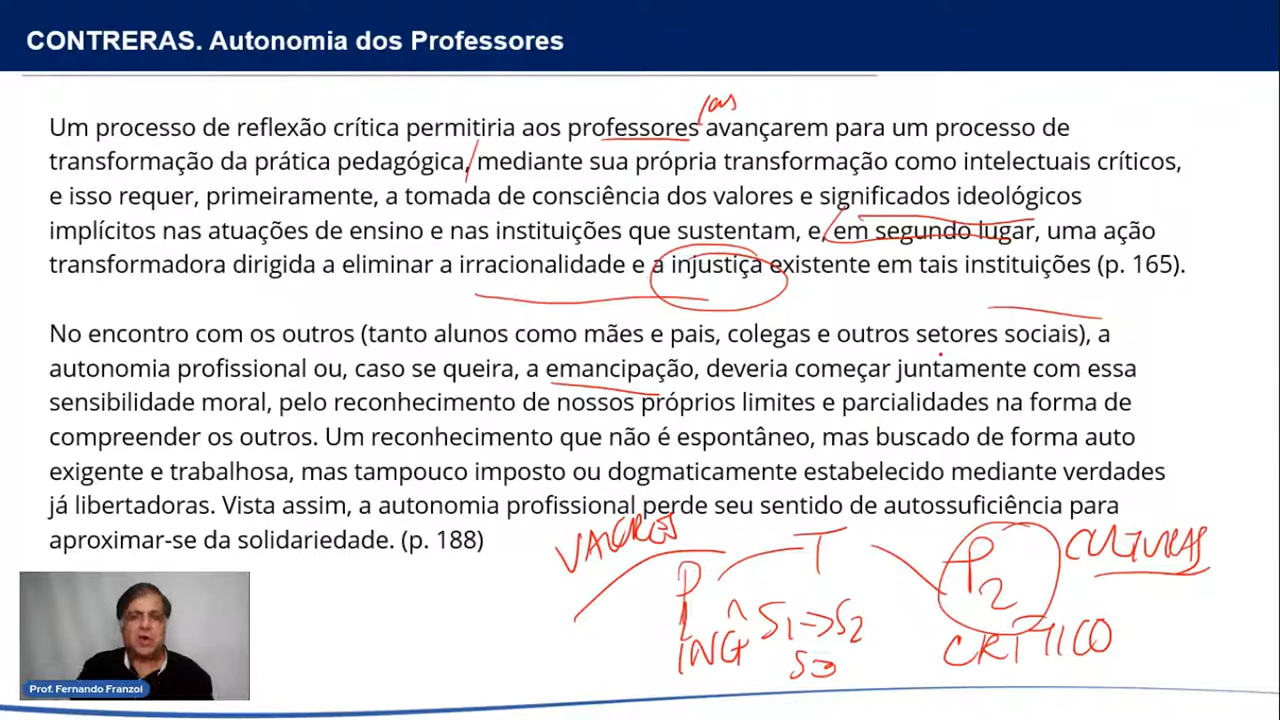 CONTRERAS. Autonomia dos Professores
/as
Um processo de reflexão crítica permitiria aos professores avançarem para um processo de
transformação da prática pedagógica, mediante sua própria transformação como intelectuais críticos,
e isso requer, primeiramente, a tomada de consciência dos valores e significados ideológicos
implícitos nas atuações de ensino e nas instituições que sustentam, e, em segundo lugar, uma ação
transformadora dirigida a eliminar a irracionalidade e a injustiça existente em tais instituições (p. 165).
No encontro com os outros (tanto alunos como mães e pais, colegas e outros setores sociais), a
autonomia profissional ou, caso se queira, a emancipação, deveria começar juntamente com essa
sensibilidade moral, pelo reconhecimento de nossos próprios limites e parcialidades na forma de
compreender os outros. Um reconhecimento que não é espontâneo, mas buscado de forma auto
exigente e trabalhosa, mas tampouco imposto ou dogmaticamente estabelecido mediante verdades
já libertadoras. Vista assim, a autonomia profissional perde seu sentido de autossuficiência para
aproximar-se da solidariedade. (p. 188)
VALORES T P2 CULTURAS
P1 S1 → S2
ING S3 CRÍTICO
Prof. Fernando Franzoi